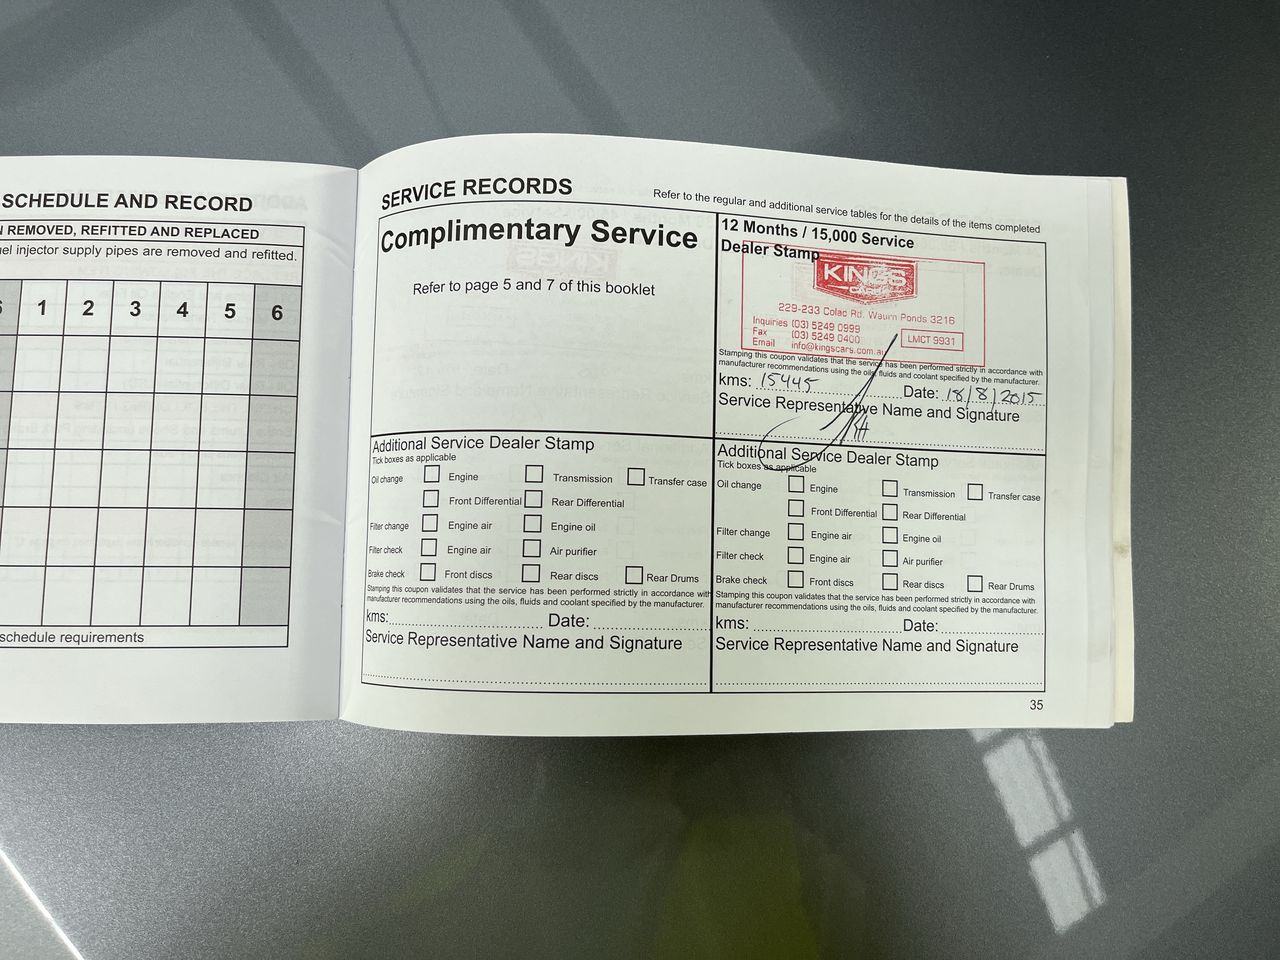 SCHEDULE AND RECORD
REMOVED, REFITTED AND REPLACED
injector supply pipes are removed and refitted.
1 2 3 4 5 6
schedule requirements
SERVICE RECORDS
Refer to the regular and additional service tables for the details of the items completed
Complimentary Service
Refer to page 5 and 7 of this booklet
Additional Service Dealer Stamp
Tick boxes as applicable
Oil change Engine Transmission Transfer case
Front Differential Rear Differential
Filter change Engine air Engine oil
Filter check Engine air Air purifier
Brake check Front discs Rear discs Rear Drums
Stamping this coupon validates that the service has been performed strictly in accordance with
manufacturer recommendations using the oils, fluids and coolant specified by the manufacturer.
kms: Date:
Service Representative Name and Signature
12 Months / 15,000 Service
Dealer Stamp
KINGS
CARS
229-233 Colac Rd. Waurn Ponds 3216
Inquiries (03) 5249 0999
Fax (03) 5249 0400
Email info@kingscars.com.au
LMCT 9931
Stamping this coupon validates that the service has been performed strictly in accordance with
manufacturer recommendations using the oils, fluids and coolant specified by the manufacturer.
kms: 15445 Date: 18/8/2015
Service Representative Name and Signature
Additional Service Dealer Stamp
Tick boxes as applicable
Oil change Engine Transmission Transfer case
Front Differential Rear Differential
Filter change Engine air Engine oil
Filter check Engine air Air purifier
Brake check Front discs Rear discs Rear Drums
Stamping this coupon validates that the service has been performed strictly in accordance with
manufacturer recommendations using the oils, fluids and coolant specified by the manufacturer.
kms: Date:
Service Representative Name and Signature
35